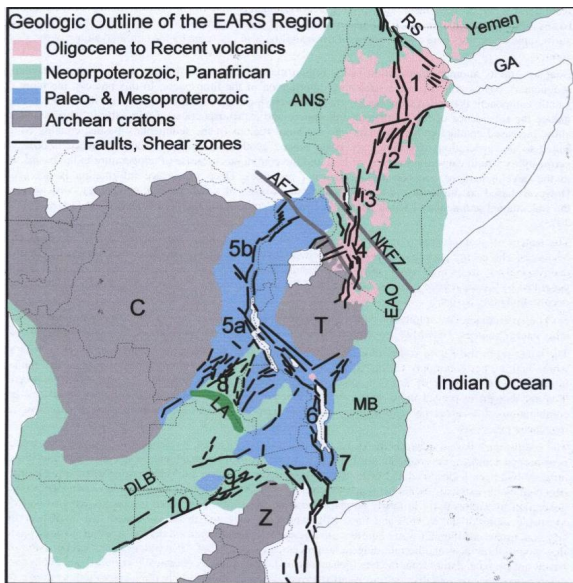 Geologic Outline of the EARS Region
Oligocene to Recent volcanics
Neoprpoterozoic, Panafrican
Paleo- & Mesoproterozoic
Archean cratons
Faults, Shear zones
RS
Yemen
GA
1
ANS
2
AFZ
13
4
NKFZ
5b
C
5a
T
EAO
8
LA
6
MB
Indian Ocean
7
DLB
9
10
Z